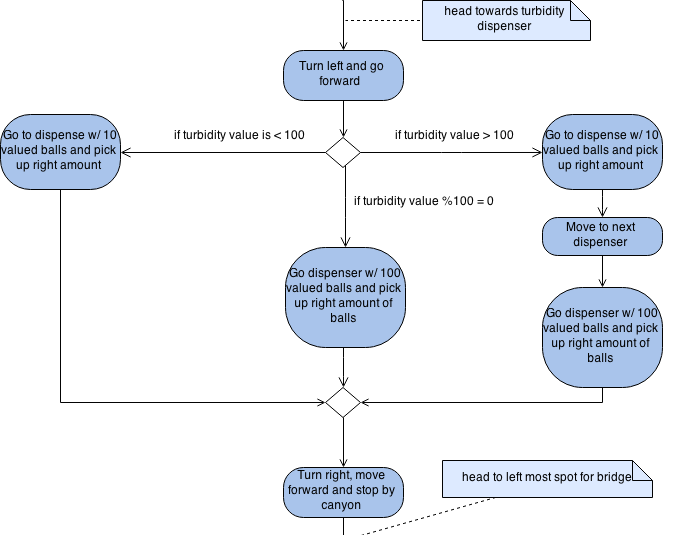 head towards turbidity
dispenser
Turn left and go
forward
if turbidity value is < 100
if turbidity value > 100
Go to dispense w/ 10
valued balls and pick
up right amount
Go to dispense w/ 10
valued balls and pick
up right amount
if turbidity value %100 = 0
Move to next
dispenser
Go dispenser w/ 100
valued balls and pick
up right amount of
balls
Go dispenser w/ 100
valued balls and pick
up right amount of
balls
Turn right, move
forward and stop by
canyon
head to left most spot for bridge